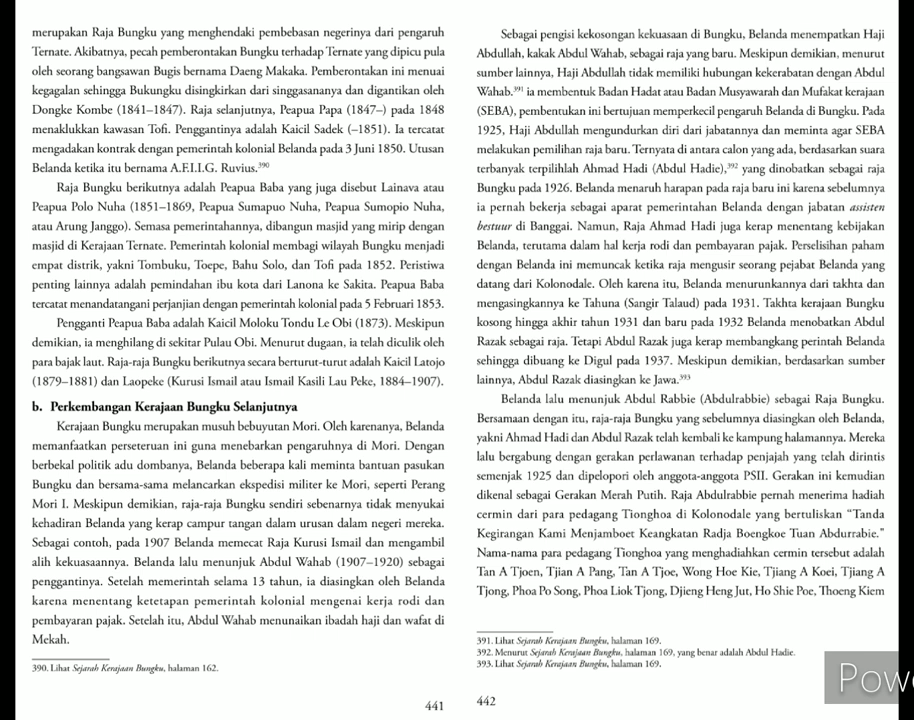 merupakan Raja Bungku yang menghendaki pembebasan negerinya dari pengaruh
Ternate. Akibatnya, pecah pemberontakan Bungku terhadap Ternate yang dipicu pula
oleh seorang bangsawan Bugis bernama Daeng Makaka. Pemberontakan ini menuai
kegagalan sehingga Bukungku disingkirkan dari singgasananya dan digantikan oleh
Dongke Kombe (1841–1847). Raja selanjutnya, Peapua Papa (1847–) pada 1848
menaklukkan kawasan Tofi. Penggantinya adalah Kaicil Sadek (–1851). Ia tercatat
mengadakan kontrak dengan pemerintah kolonial Belanda pada 3 Juni 1850. Utusan
Belanda ketika itu bernama A.F.I.I.G. Ruvius.390
Raja Bungku berikutnya adalah Peapua Baba yang juga disebut Lainava atau
Peapua Polo Nuha (1851–1869, Peapua Sumapuo Nuha, Peapua Sumopio Nuha,
atau Arung Janggo). Semasa pemerintahannya, dibangun masjid yang mirip dengan
masjid di Kerajaan Ternate. Pemerintah kolonial membagi wilayah Bungku menjadi
empat distrik, yakni Tombuku, Toepe, Bahu Solo, dan Tofi pada 1852. Peristiwa
penting lainnya adalah pemindahan ibu kota dari Lanona ke Sakita. Peapua Baba
tercatat menandatangani perjanjian dengan pemerintah kolonial pada 5 Februari 1853.
Pengganti Peapua Baba adalah Kaicil Moloku Tondu Le Obi (1873). Meskipun
demikian, ia menghilang di sekitar Pulau Obi. Menurut dugaan, ia telah diculik oleh
para bajak laut. Raja-raja Bungku berikutnya secara berturut-turut adalah Kaicil Latojo
(1879–1881) dan Laopeke (Kurusi Ismail atau Ismail Kasili Lau Peke, 1884–1907).
b. Perkembangan Kerajaan Bungku Selanjutnya
Kerajaan Bungku merupakan musuh bebuyutan Mori. Oleh karenanya, Belanda
memanfaatkan perseteruan ini guna menebarkan pengaruhnya di Mori. Dengan
berbekal politik adu dombanya, Belanda beberapa kali meminta bantuan pasukan
Bungku dan bersama-sama melancarkan ekspedisi militer ke Mori, seperti Perang
Mori I. Meskipun demikian, raja-raja Bungku sendiri sebenarnya tidak menyukai
kehadiran Belanda yang kerap campur tangan dalam urusan dalam negeri mereka.
Sebagai contoh, pada 1907 Belanda memecat Raja Kurusi Ismail dan mengambil
alih kekuasaannya. Belanda lalu menunjuk Abdul Wahab (1907–1920) sebagai
penggantinya. Setelah memerintah selama 13 tahun, ia diasingkan oleh Belanda
karena menentang ketetapan pemerintah kolonial mengenai kerja rodi dan
pembayaran pajak. Setelah itu, Abdul Wahab menunaikan ibadah haji dan wafat di
Mekah.
390. Lihat Sejarah Kerajaan Bungku, halaman 162.
441
Sebagai pengisi kekosongan kekuasaan di Bungku, Belanda menempatkan Haji
Abdullah, kakak Abdul Wahab, sebagai raja yang baru. Meskipun demikian, menurut
sumber lainnya, Haji Abdullah tidak memiliki hubungan kekerabatan dengan Abdul
Wahab.391 ia membentuk Badan Hadat atau Badan Musyawarah dan Mufakat kerajaan
(SEBA), pembentukan ini bertujuan memperkecil pengaruh Belanda di Bungku. Pada
1925, Haji Abdullah mengundurkan diri dari jabatannya dan meminta agar SEBA
melakukan pemilihan raja baru. Ternyata di antara calon yang ada, berdasarkan suara
terbanyak terpilihlah Ahmad Hadi (Abdul Hadie),392 yang dinobatkan sebagai raja
Bungku pada 1926. Belanda menaruh harapan pada raja baru ini karena sebelumnya
ia pernah bekerja sebagai aparat pemerintahan Belanda dengan jabatan assisten
bestuur di Banggai. Namun, Raja Ahmad Hadi juga kerap menentang kebijakan
Belanda, terutama dalam hal kerja rodi dan pembayaran pajak. Perselisihan paham
dengan Belanda ini memuncak ketika raja mengusir seorang pejabat Belanda yang
datang dari Kolonodale. Oleh karena itu, Belanda menurunkannya dari takhta dan
mengasingkannya ke Tahuna (Sangir Talaud) pada 1931. Takhta kerajaan Bungku
kosong hingga akhir tahun 1931 dan baru pada 1932 Belanda menobatkan Abdul
Razak sebagai raja. Tetapi Abdul Razak juga kerap membangkang perintah Belanda
sehingga dibuang ke Digul pada 1937. Meskipun demikian, berdasarkan sumber
lainnya, Abdul Razak diasingkan ke Jawa.393
Belanda lalu menunjuk Abdul Rabbie (Abdulrabbie) sebagai Raja Bungku.
Bersamaan dengan itu, raja-raja Bungku yang sebelumnya diasingkan oleh Belanda,
yakni Ahmad Hadi dan Abdul Razak telah kembali ke kampung halamannya. Mereka
lalu bergabung dengan gerakan perlawanan terhadap penjajah yang telah dirintis
semenjak 1925 dan dipelopori oleh anggota-anggota PSII. Gerakan ini kemudian
dikenal sebagai Gerakan Merah Putih. Raja Abdulrabbie pernah menerima hadiah
cermin dari para pedagang Tionghoa di Kolonodale yang bertuliskan “Tanda
Kegirangan Kami Menjamboet Keangkatan Radja Boengkoe Tuan Abdurrabie.”
Nama-nama para pedagang Tionghoa yang menghadiahkan cermin tersebut adalah
Tan A Tjoen, Tjian A Pang, Tan A Tjoe, Wong Hoe Kie, Tjiang A Koei, Tjiang A
Tjong, Phoa Po Song, Phoa Liok Tjong, Djieng Heng Jut, Ho Shie Poe, Thoeng Kiem
391. Lihat Sejarah Kerajaan Bungku, halaman 169.
392. Menurut Sejarah Kerajaan Bungku, halaman 169, yang benar adalah Abdul Hadie.
393. Lihat Sejarah Kerajaan Bungku, halaman 169.
442
Powe